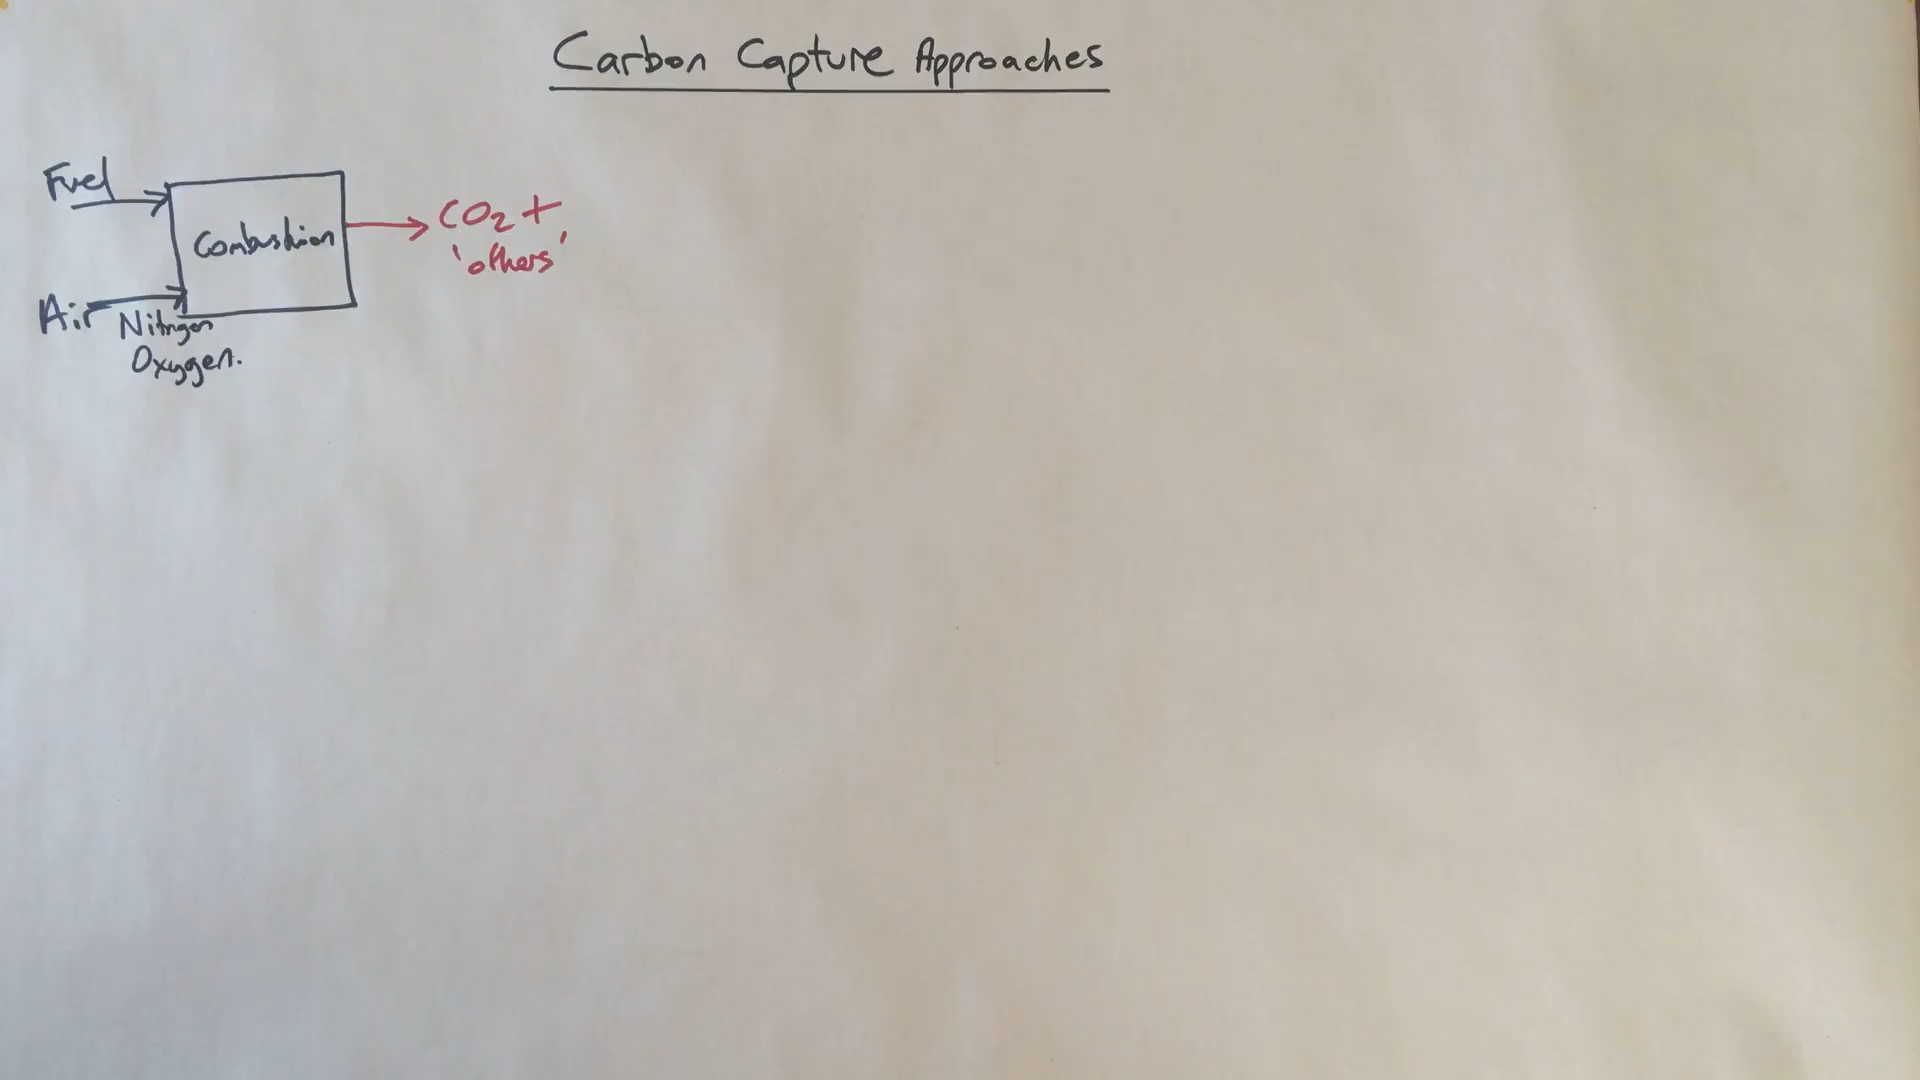 Carbon Capture Approaches
Fuel
Combustion
CO2 +
'others'
Air
Nitrogen
Oxygen.